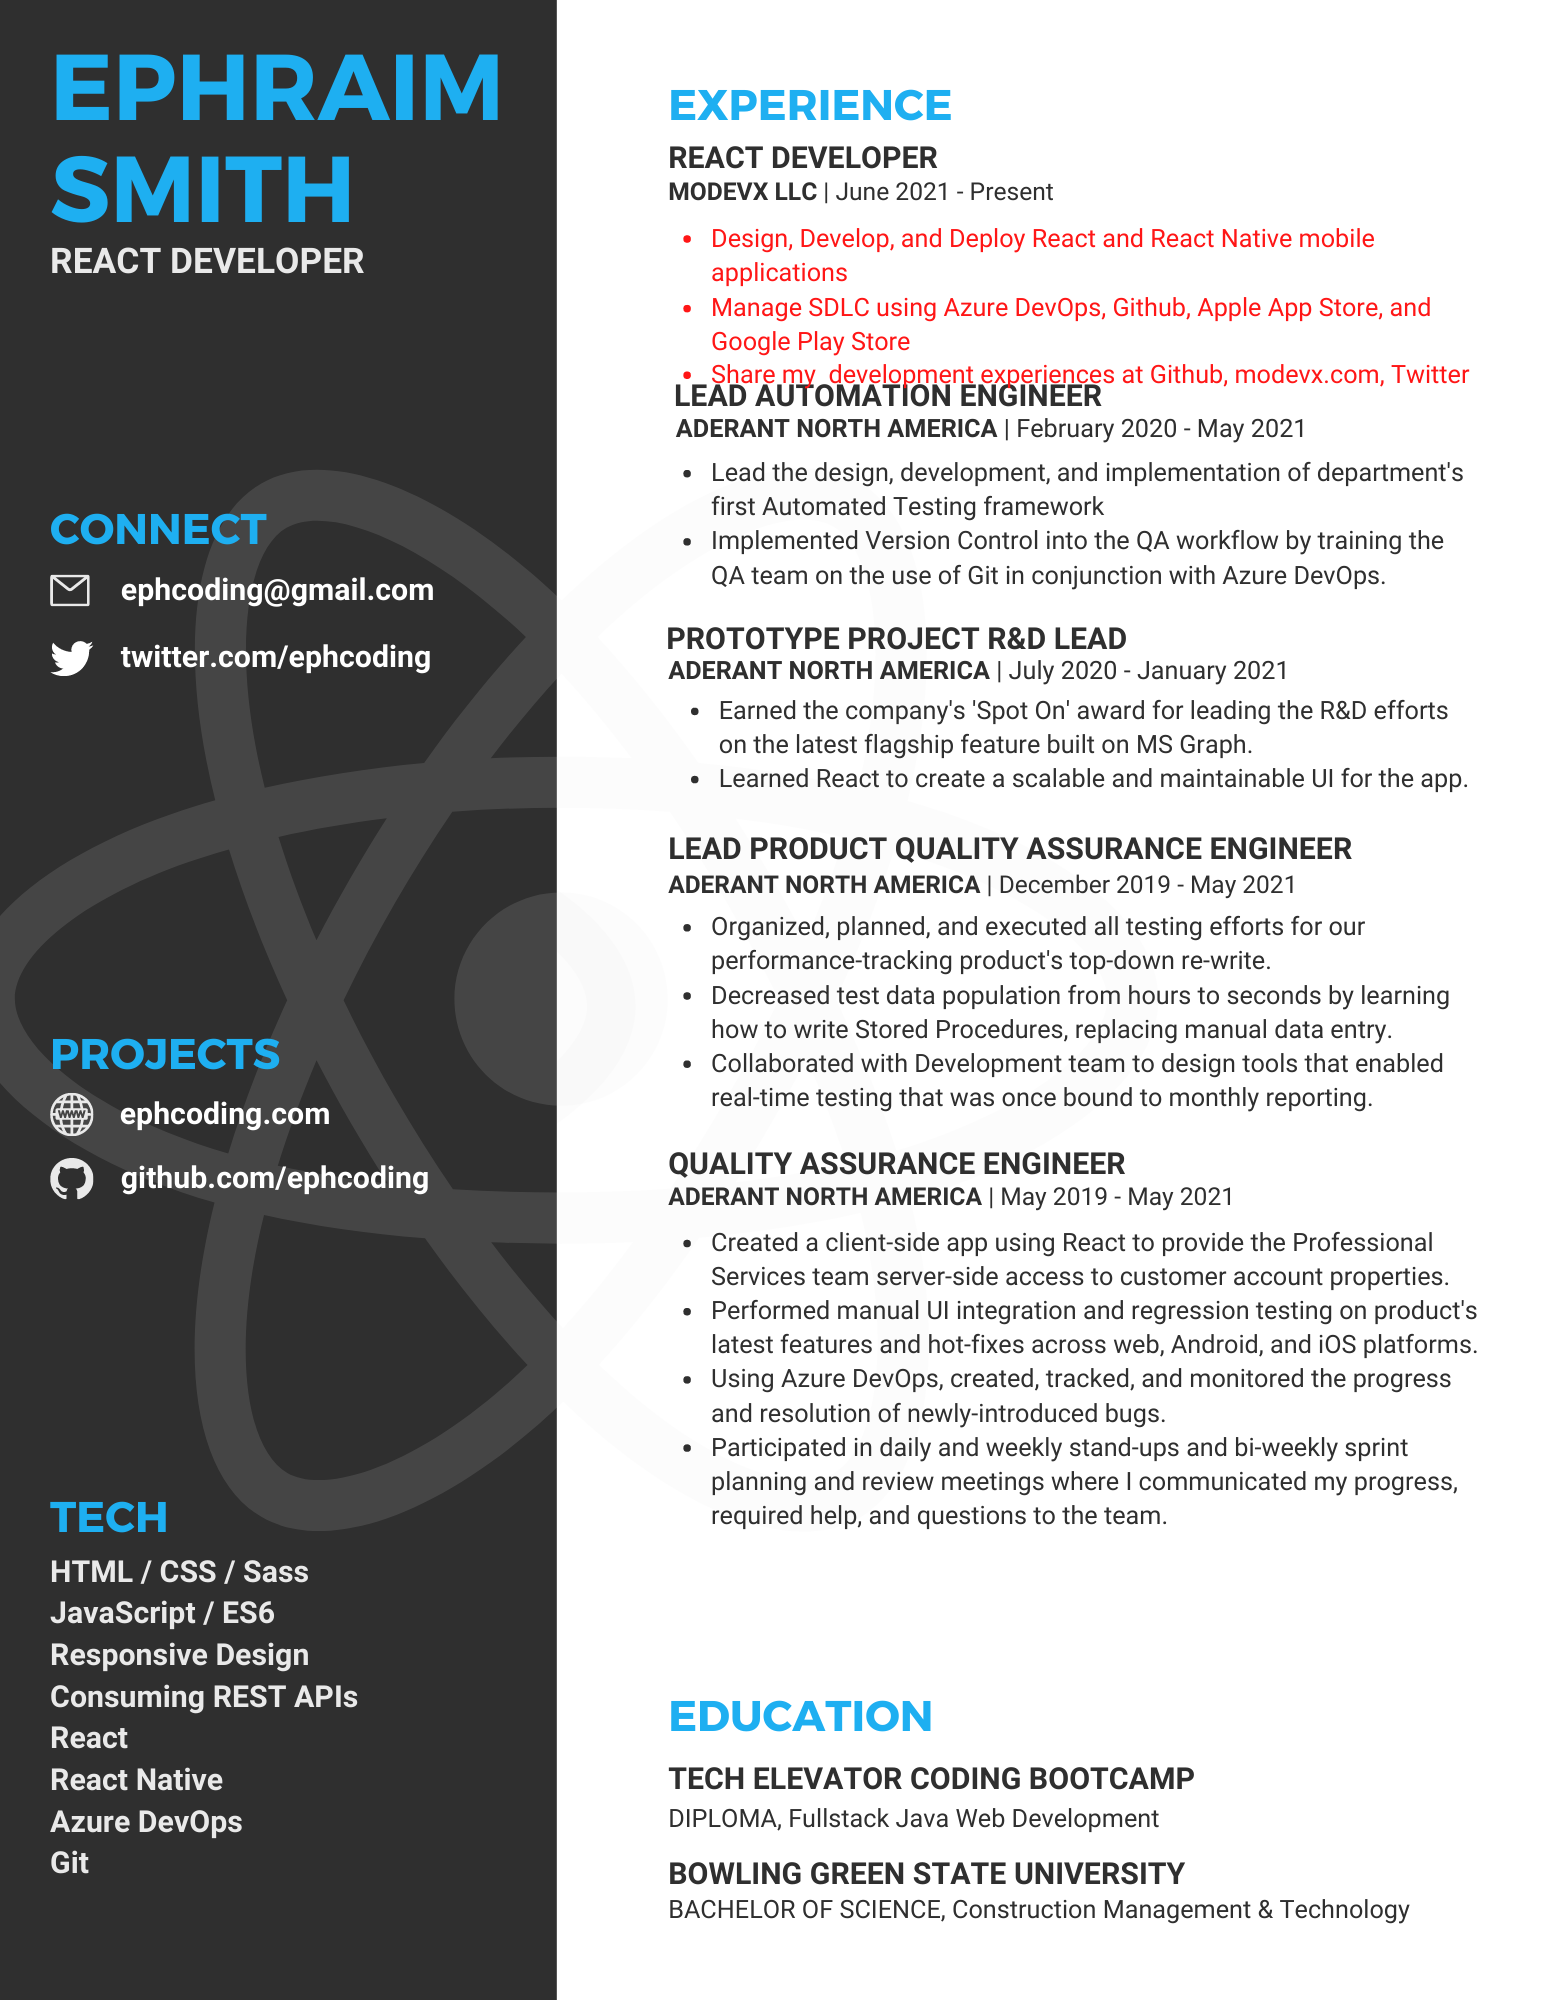 EPHRAIM
SMITH
REACT DEVELOPER
CONNECT
ephcoding@gmail.com
twitter.com/ephcoding
PROJECTS
www
ephcoding.com
github.com/ephcoding
TECH
HTML / CSS / Sass
JavaScript / ES6
Responsive Design
Consuming REST APIs
React
React Native
Azure DevOps
Git
EXPERIENCE
REACT DEVELOPER
MODEVX LLC | June 2021 - Present
• Design, Develop, and Deploy React and React Native mobile
applications
• Manage SDLC using Azure DevOps, Github, Apple App Store, and
Google Play Store
• Share my  development experiences at Github, modevx.com, Twitter
LEAD AUTOMATION ENGINEER
ADERANT NORTH AMERICA | February 2020 - May 2021
• Lead the design, development, and implementation of department's
first Automated Testing framework
• Implemented Version Control into the QA workflow by training the
QA team on the use of Git in conjunction with Azure DevOps.
PROTOTYPE PROJECT R&D LEAD
ADERANT NORTH AMERICA | July 2020 - January 2021
• Earned the company's 'Spot On' award for leading the R&D efforts
on the latest flagship feature built on MS Graph.
• Learned React to create a scalable and maintainable UI for the app.
LEAD PRODUCT QUALITY ASSURANCE ENGINEER
ADERANT NORTH AMERICA | December 2019 - May 2021
• Organized, planned, and executed all testing efforts for our
performance-tracking product's top-down re-write.
• Decreased test data population from hours to seconds by learning
how to write Stored Procedures, replacing manual data entry.
• Collaborated with Development team to design tools that enabled
real-time testing that was once bound to monthly reporting.
QUALITY ASSURANCE ENGINEER
ADERANT NORTH AMERICA | May 2019 - May 2021
• Created a client-side app using React to provide the Professional
Services team server-side access to customer account properties.
• Performed manual UI integration and regression testing on product's
latest features and hot-fixes across web, Android, and iOS platforms.
• Using Azure DevOps, created, tracked, and monitored the progress
and resolution of newly-introduced bugs.
• Participated in daily and weekly stand-ups and bi-weekly sprint
planning and review meetings where I communicated my progress,
required help, and questions to the team.
EDUCATION
TECH ELEVATOR CODING BOOTCAMP
DIPLOMA, Fullstack Java Web Development
BOWLING GREEN STATE UNIVERSITY
BACHELOR OF SCIENCE, Construction Management & Technology